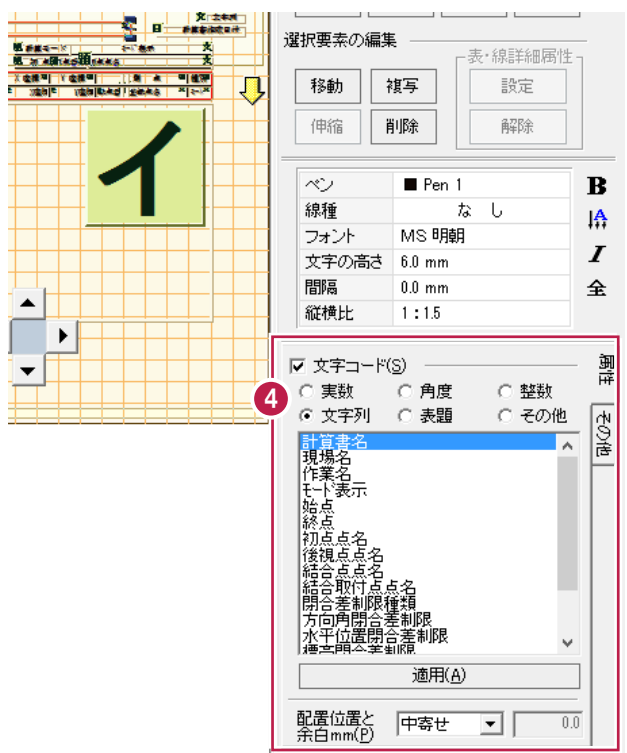 選択要素の編集
表・線詳細属性
移動 複写 設定
伸縮 削除 解除
イ
ペン ■ Pen 1
線種 な し
フォント MS 明朝
文字の高さ 6.0 mm
間隔 0.0 mm
縦横比 1 : 1.5
B
A
I
全
4
文字コード(S)
実数 角度 整数
文字列 表題 その他
属性
その他
計算書名
現場名
作業名
モード表示
始点
終点
初点点名
後視点点名
結合点点名
結合取付点点名
閉合差制限種類
方向角閉合差制限
水平位置閉合差制限
標高閉合差制限
適用(A)
配置位置と
余白mm(P) 中寄せ 0.0